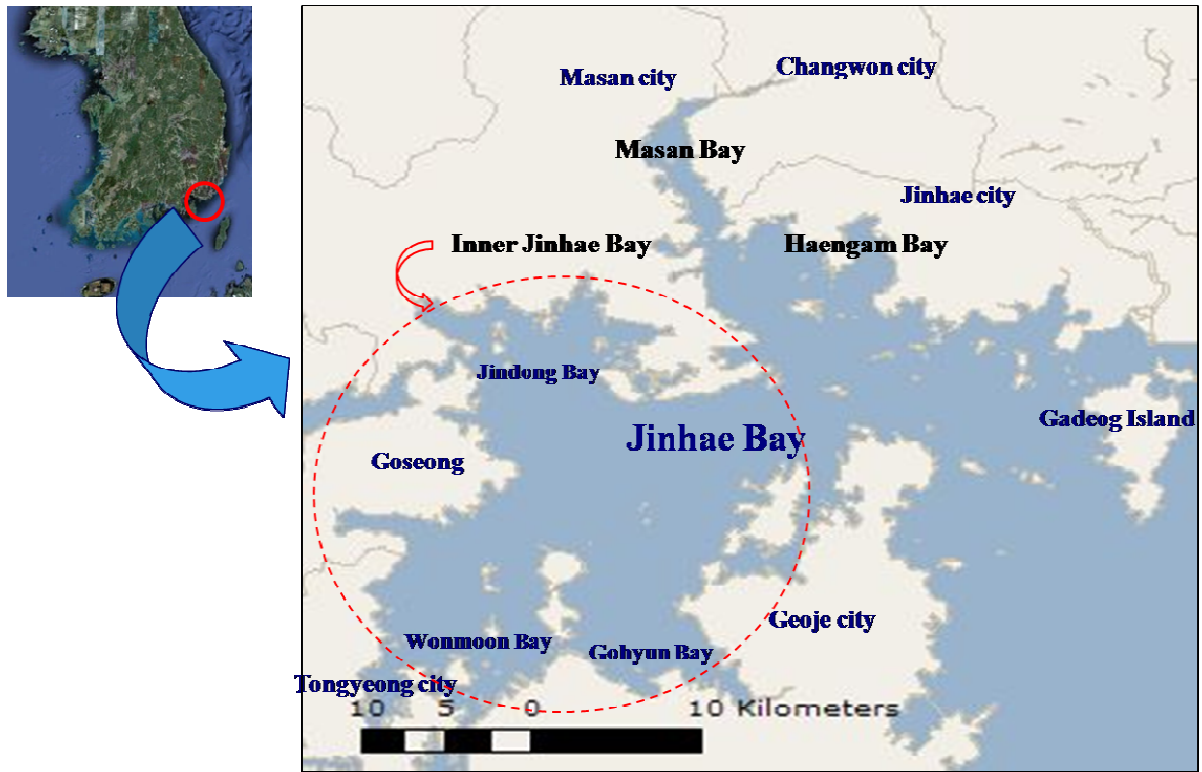 Masan city
Changwon city
Masan Bay
Jinhae city
Inner Jinhae Bay
Haengam Bay
Jindong Bay
Gadeog Island
Jinhae Bay
Goseong
Geoje city
Wonmoon Bay
Gohyun Bay
Tongyeong city
10 5 0 10 Kilometers